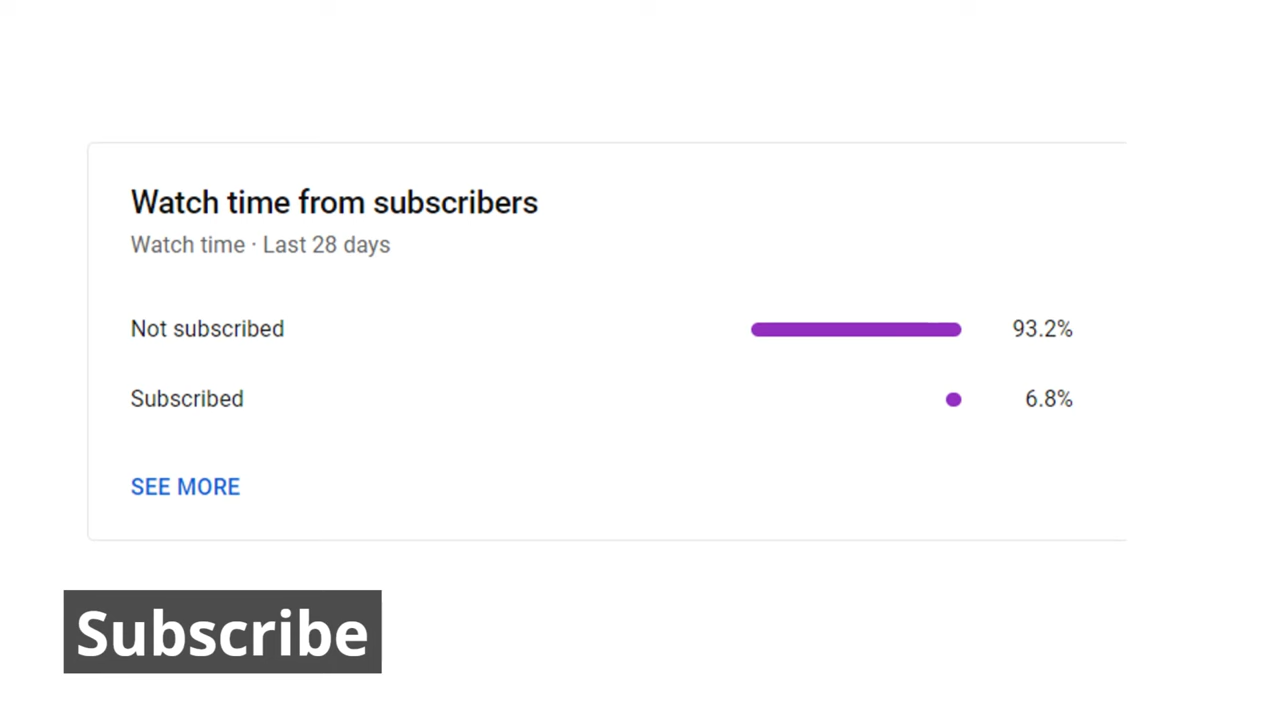 Watch time from subscribers
Watch time · Last 28 days
Not subscribed 93.2%
Subscribed 6.8%
SEE MORE
Subscribe